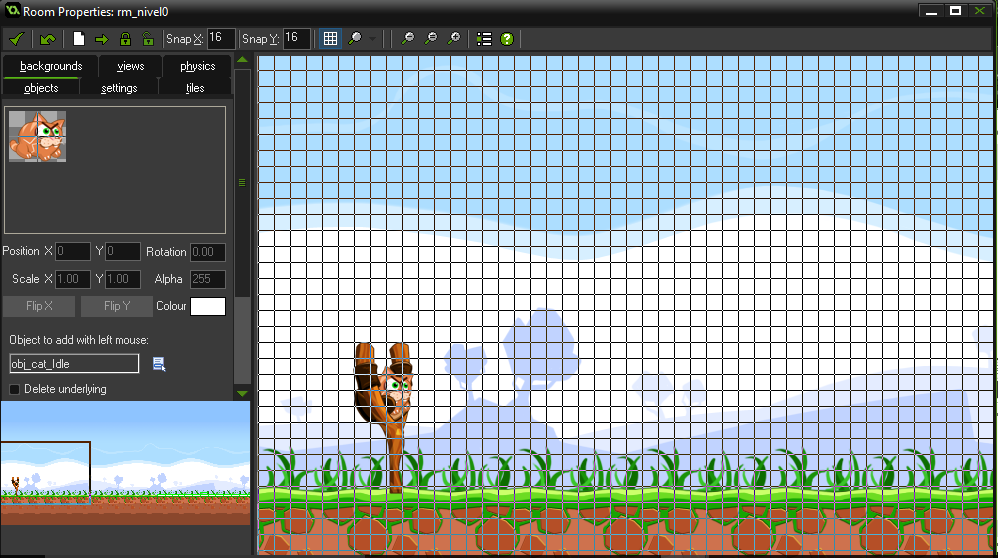 Room Properties: rm_nivel0
Snap X: 16 Snap Y: 16
backgrounds views physics
objects settings tiles
Position X 0 Y 0 Rotation 0.00
Scale X 1.00 Y 1.00 Alpha 255
Flip X Flip Y Colour
Object to add with left mouse:
obj_cat_Idle
Delete underlying